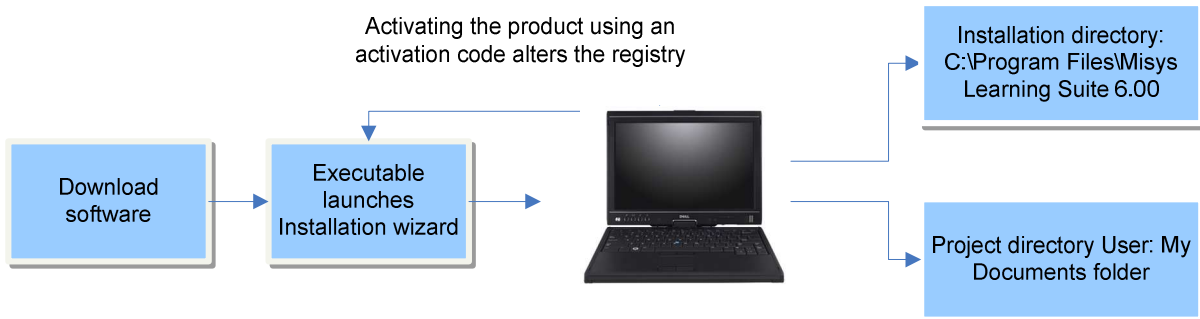 Activating the product using an
activation code alters the registry
Download
software
Executable
launches
Installation wizard
DELL
Installation directory:
C:\Program Files\Misys
Learning Suite 6.00
Project directory User: My
Documents folder